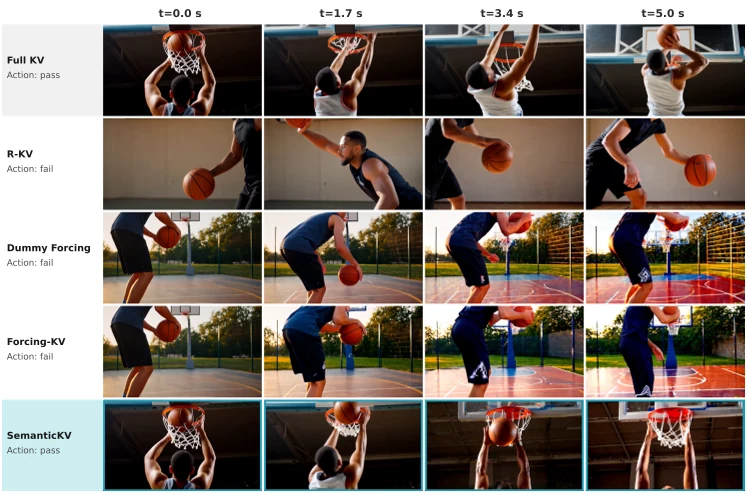 t=0.0 s t=1.7 s t=3.4 s t=5.0 s
Full KV
Action: pass
R-KV
Action: fail
Dummy Forcing
Action: fail
Forcing-KV
Action: fail
SemanticKV
Action: pass